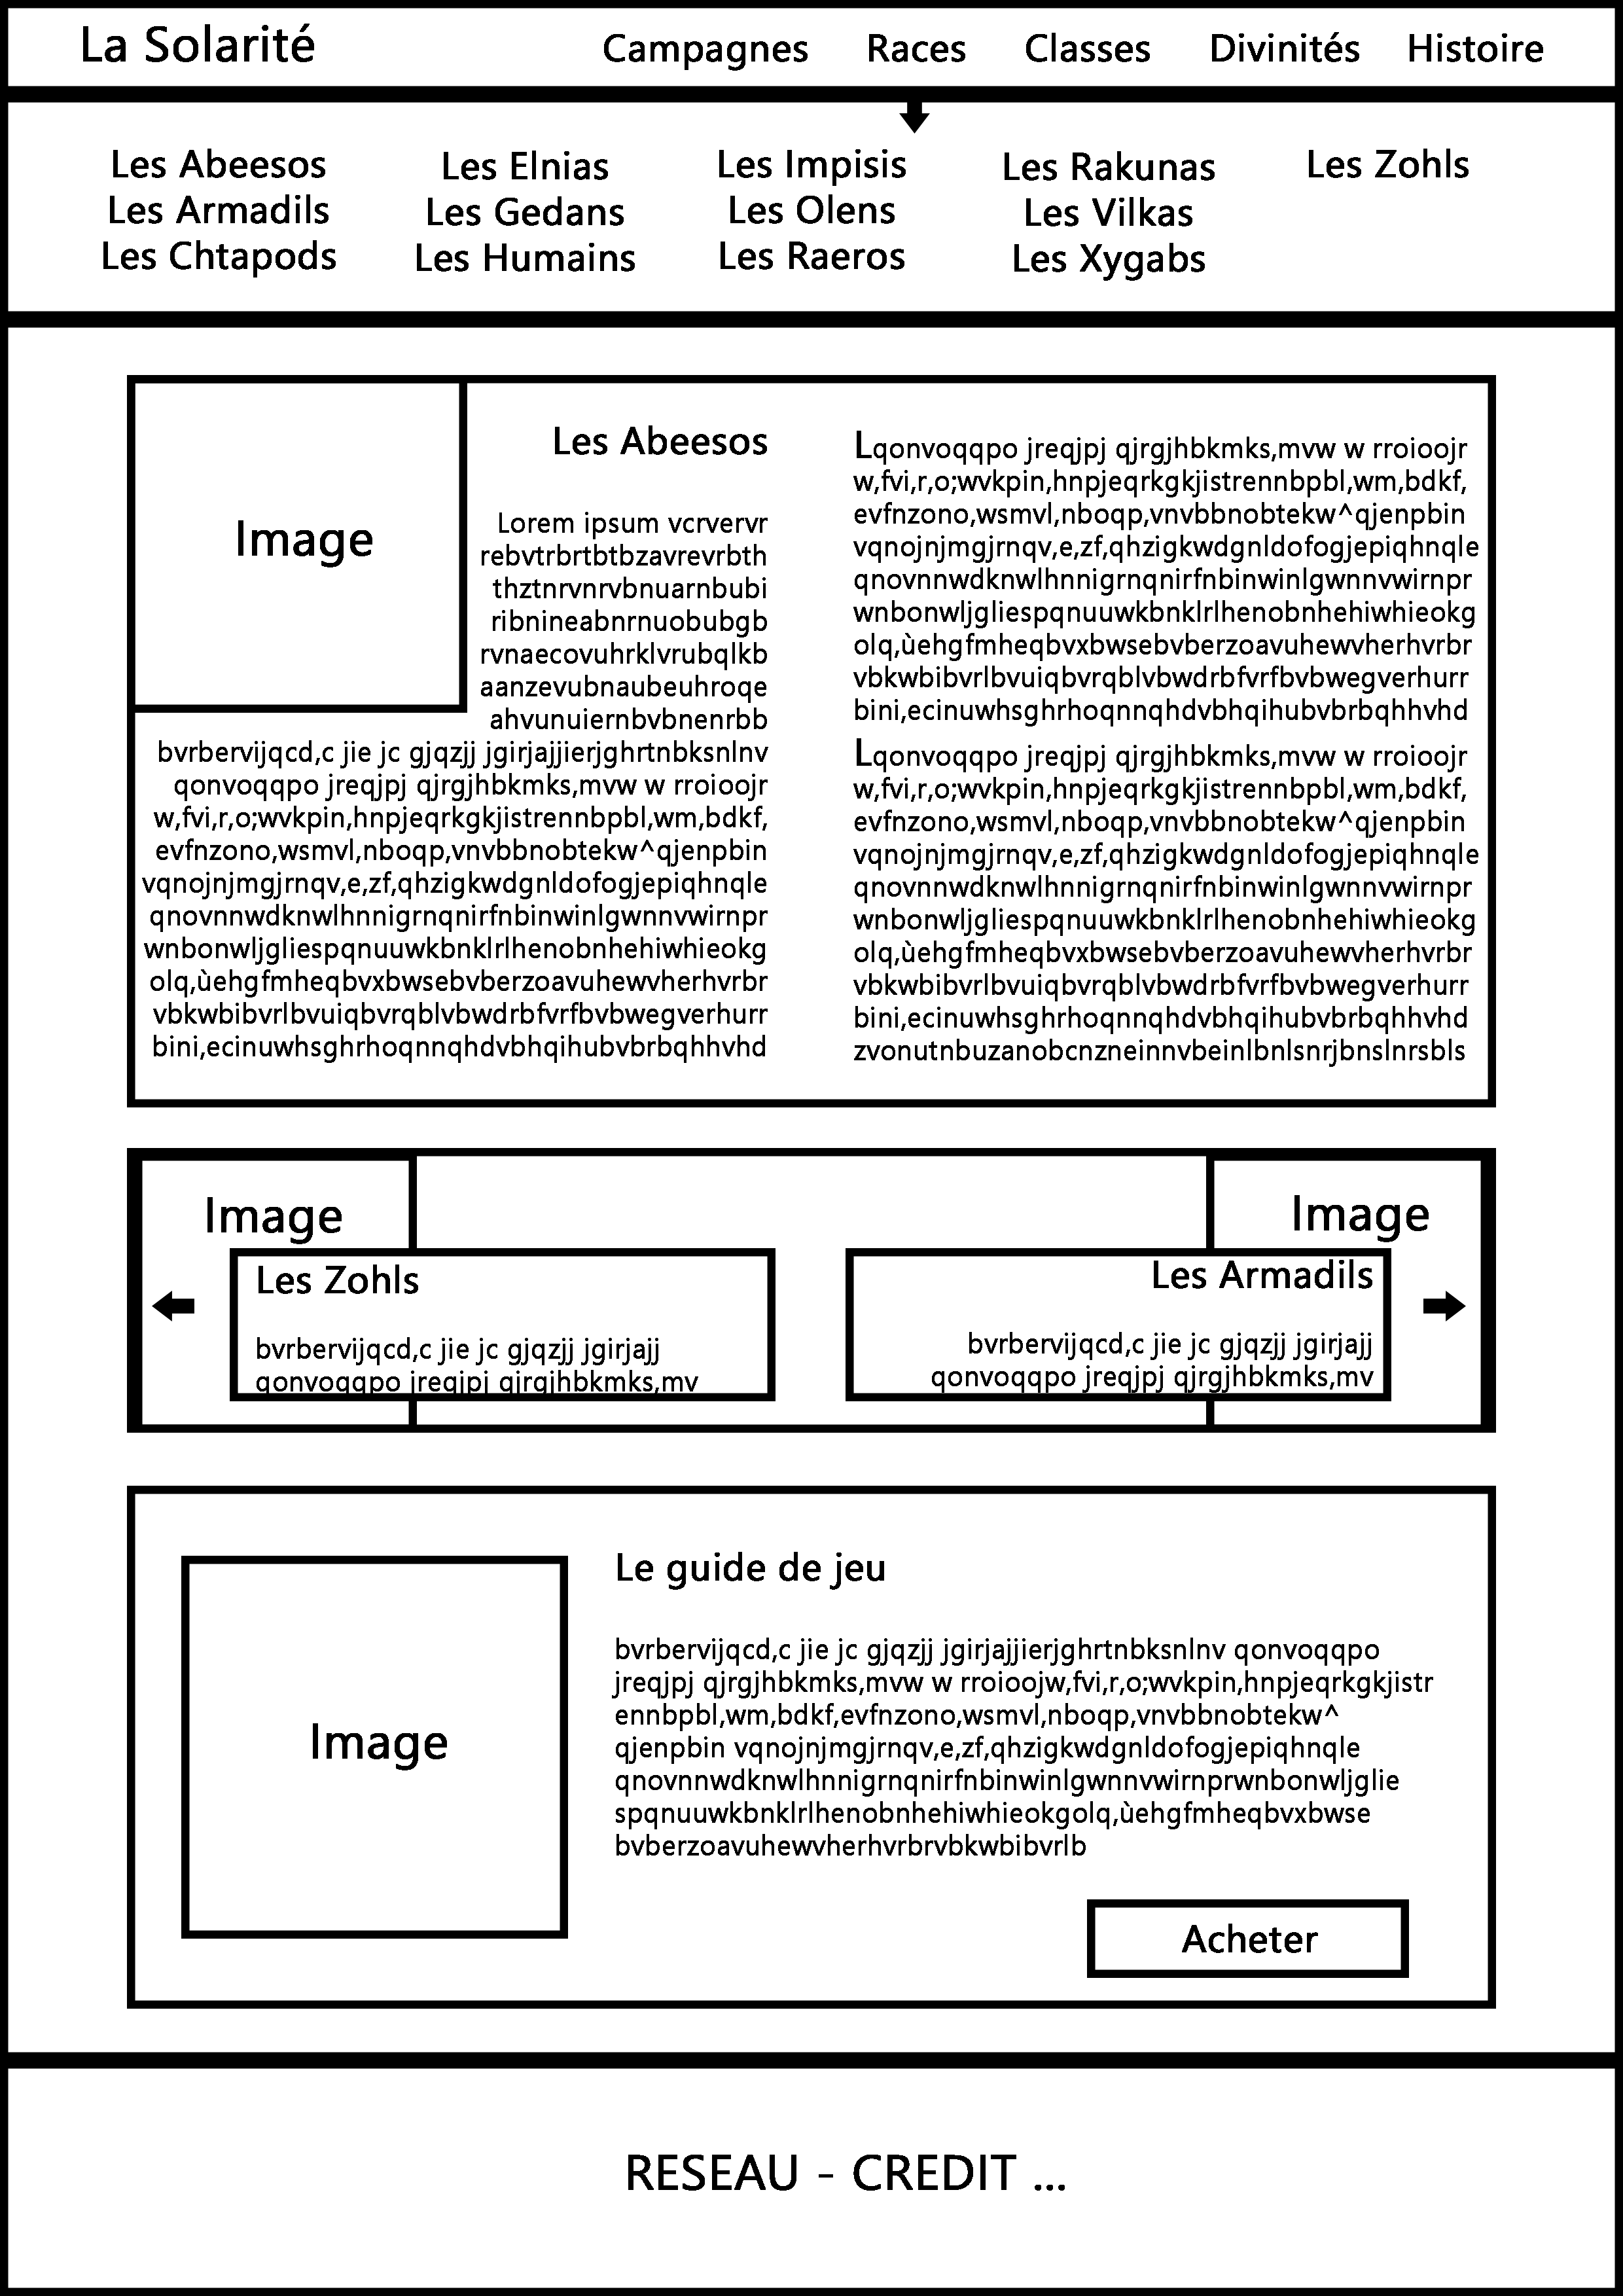 La Solarité Campagnes Races Classes Divinités Histoire
Les Abeesos Les Elnias Les Impisis Les Rakunas Les Zohls
Les Armadils Les Gedans Les Olens Les Vilkas
Les Chtapods Les Humains Les Raeros Les Xygabs
Image
Les Abeesos
Lorem ipsum vcrvervr
rebvtrbrtbtbzavrevrbth
thztnrvnrvbnuarnbubi
ribnineabnrnuobubgb
rvnaecovuhrklvrubqlkb
aanzevubnaubeuhroqe
ahvunuiernbvbnenrbb
bvrbervijqcd,c jie jc gjqzjj jgirjajjierjghrtnbksnlnv
qonvoqqpo jreqjpj qjrgjhbkmks,mvw w rroioojr
w,fvi,r,o;wvkpin,hnpjeqrkgkjistrennbpbl,wm,bdkf,
evfnzono,wsmvl,nboqp,vnvbbnobtekw^qjenpbin
vqnojnjmgjrnqv,e,zf,qhzigkwdgnldofogjepiqhnqle
qnovnnwdknwlhnnigrnqnirfnbinwinlgwnnvwirnpr
wnbonwljgliespqnuuwkbnklrlhenobnhehiwhieokg
olq,ùehgfmheqbvxbwsebvberzoavuhewvherhvrbr
vbkwbibvrlbvuiqbvrqblvbwdrbfvrfbvbwegverhurr
bini,ecinuwhsghrhoqnnqhdvbhqihubvbrbqhhvhd
Lqonvoqqpo jreqjpj qjrgjhbkmks,mvw w rroioojr
w,fvi,r,o;wvkpin,hnpjeqrkgkjistrennbpbl,wm,bdkf,
evfnzono,wsmvl,nboqp,vnvbbnobtekw^qjenpbin
vqnojnjmgjrnqv,e,zf,qhzigkwdgnldofogjepiqhnqle
qnovnnwdknwlhnnigrnqnirfnbinwinlgwnnvwirnpr
wnbonwljgliespqnuuwkbnklrlhenobnhehiwhieokg
olq,ùehgfmheqbvxbwsebvberzoavuhewvherhvrbr
vbkwbibvrlbvuiqbvrqblvbwdrbfvrfbvbwegverhurr
bini,ecinuwhsghrhoqnnqhdvbhqihubvbrbqhhvhd
Lqonvoqqpo jreqjpj qjrgjhbkmks,mvw w rroioojr
w,fvi,r,o;wvkpin,hnpjeqrkgkjistrennbpbl,wm,bdkf,
evfnzono,wsmvl,nboqp,vnvbbnobtekw^qjenpbin
vqnojnjmgjrnqv,e,zf,qhzigkwdgnldofogjepiqhnqle
qnovnnwdknwlhnnigrnqnirfnbinwinlgwnnvwirnpr
wnbonwljgliespqnuuwkbnklrlhenobnhehiwhieokg
olq,ùehgfmheqbvxbwsebvberzoavuhewvherhvrbr
vbkwbibvrlbvuiqbvrqblvbwdrbfvrfbvbwegverhurr
bini,ecinuwhsghrhoqnnqhdvbhqihubvbrbqhhvhd
zvonutnbuzanobcnzneinnvbeinlbnlsnrjbnslnrsbls
Image
Les Zohls
bvrbervijqcd,c jie jc gjqzjj jgirjajj
qonvoqqpo jreqjpj qjrgjhbkmks,mv
Image
Les Armadils
bvrbervijqcd,c jie jc gjqzjj jgirjajj
qonvoqqpo jreqjpj qjrgjhbkmks,mv
Image
Le guide de jeu
bvrbervijqcd,c jie jc gjqzjj jgirjajjierjghrtnbksnlnv qonvoqqpo
jreqjpj qjrgjhbkmks,mvw w rroioojw,fvi,r,o;wvkpin,hnpjeqrkgkjistr
ennbpbl,wm,bdkf,evfnzono,wsmvl,nboqp,vnvbbnobtekw^
qjenpbin vqnojnjmgjrnqv,e,zf,qhzigkwdgnldofogjepiqhnqle
qnovnnwdknwlhnnigrnqnirfnbinwinlgwnnvwirnprwnbonwljglie
spqnuuwkbnklrlhenobnhehiwhieokgolq,ùehgfmheqbvxbwse
bvberzoavuhewvherhvrbrvbkwbibvrlb
Acheter
RESEAU - CREDIT ...